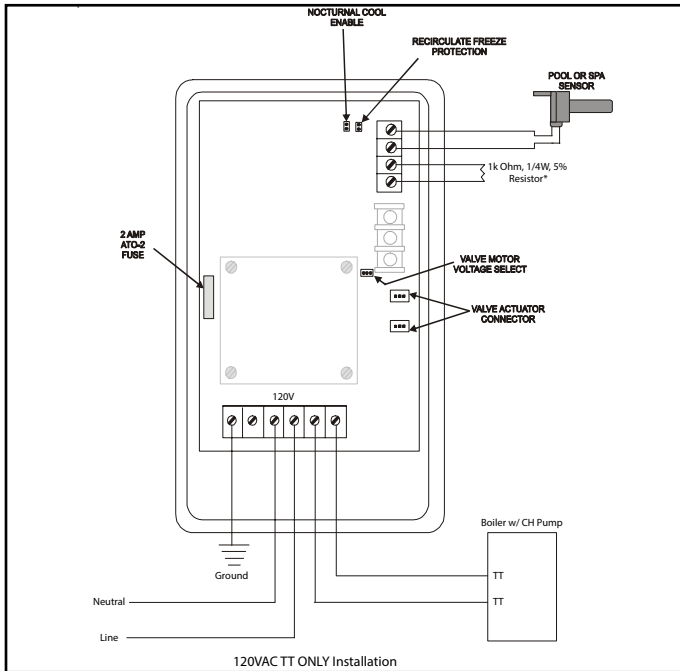 NOCTURNAL COOL
ENABLE
RECIRCULATE FREEZE
PROTECTION
POOL OR SPA
SENSOR
1k Ohm, 1/4W, 5%
Resistor*
2 AMP
ATO-2
FUSE
VALVE MOTOR
VOLTAGE SELECT
VALVE ACTUATOR
CONNECTOR
120V
Boiler w/ CH Pump
TT
TT
Ground
Neutral
Line
120VAC TT ONLY Installation